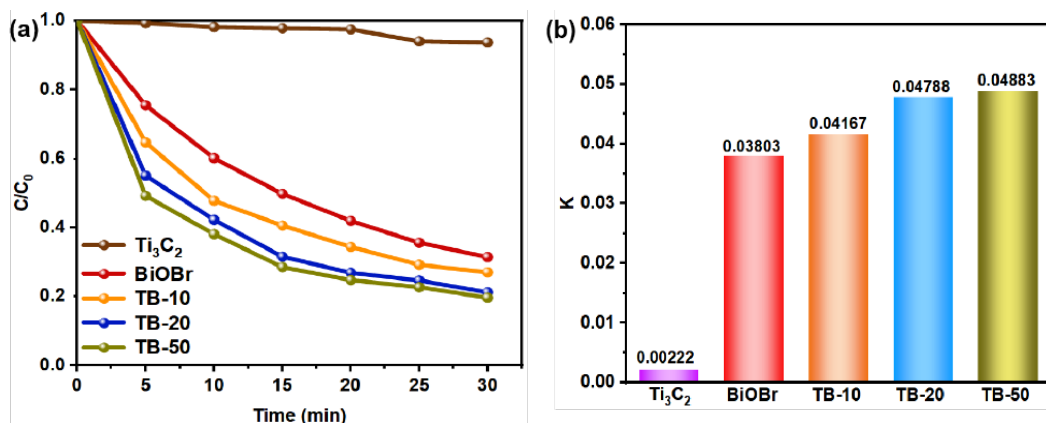 (a)
1.0
0.8
0.6
0.4
0.2
0.0
C/C₀
Ti₃C₂
BiOBr
TB-10
TB-20
TB-50
0 5 10 15 20 25 30
Time (min)
(b)
0.06
0.05
0.04
0.03
0.02
0.01
0.00
K
0.00222
0.03803
0.04167
0.04788
0.04883
Ti₃C₂ BiOBr TB-10 TB-20 TB-50